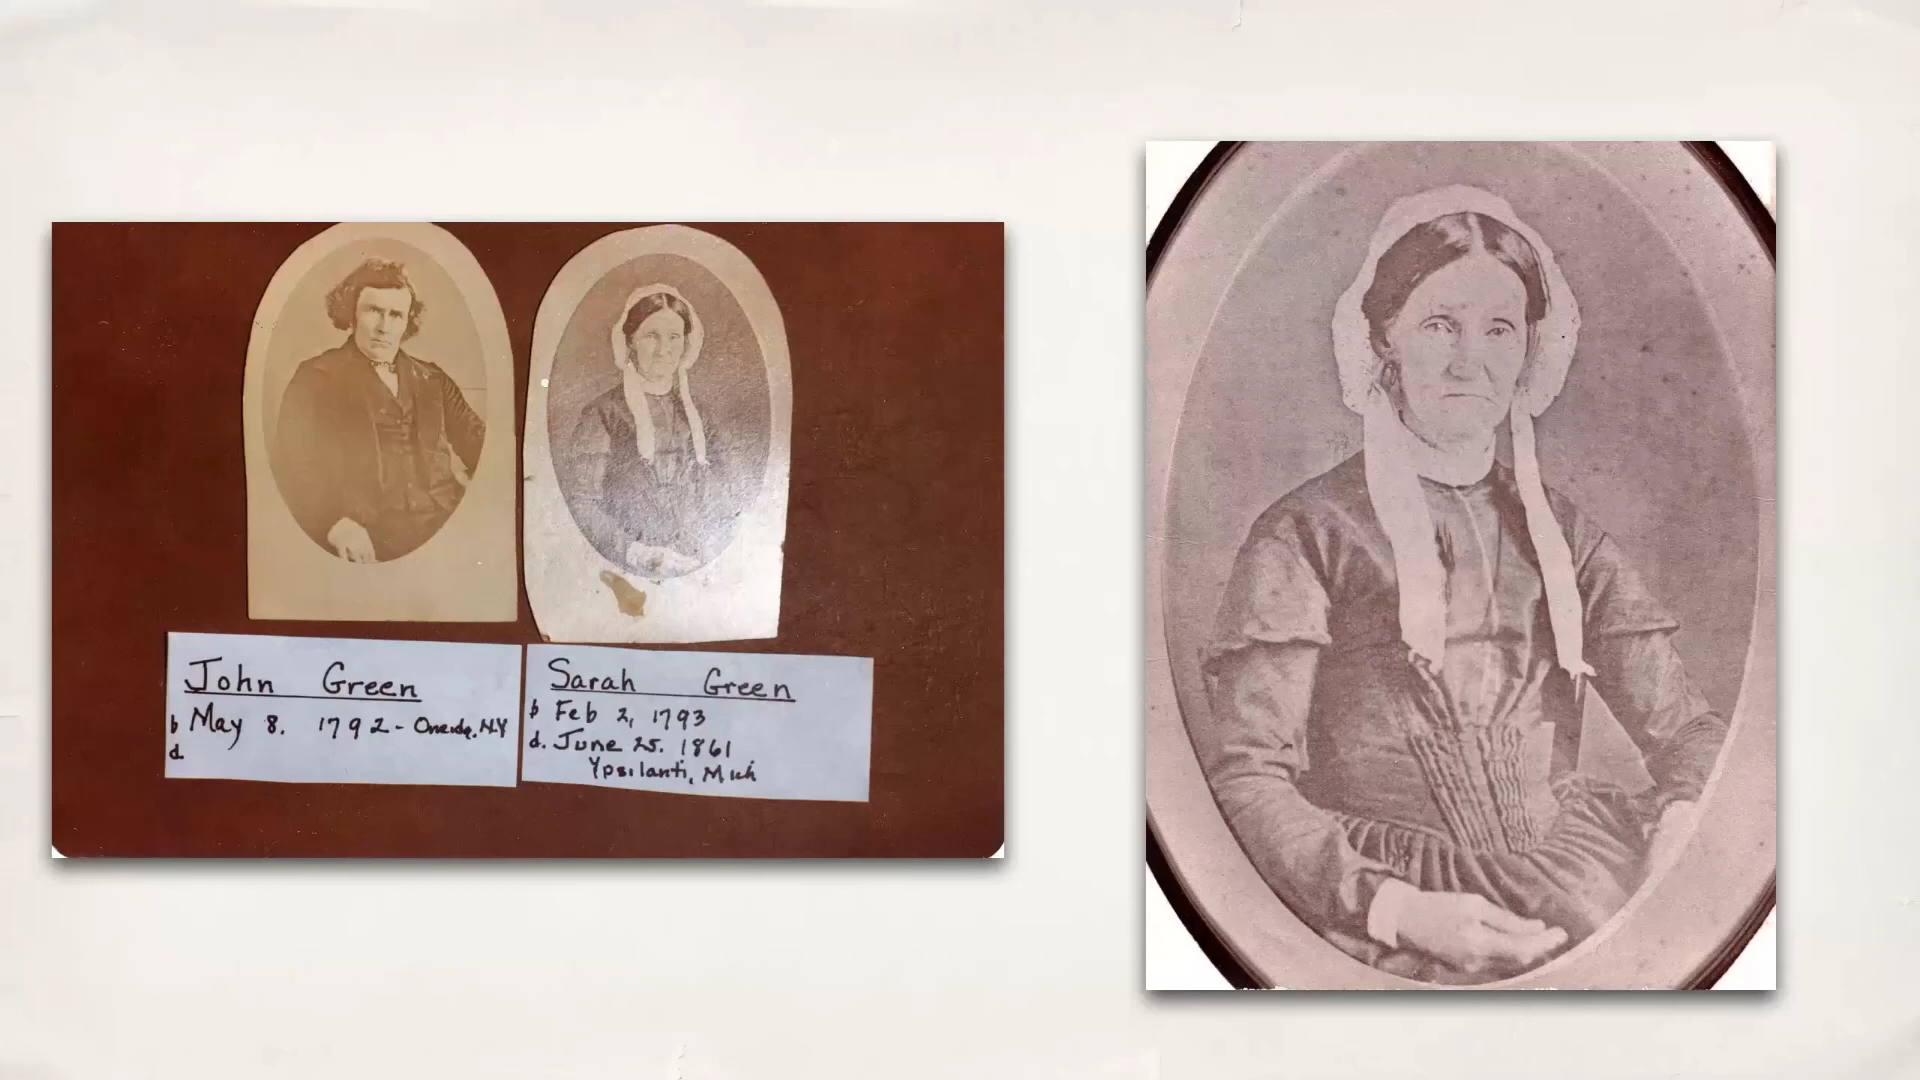 John Green
b May 8. 1792 - Oneida, N.Y
d.
Sarah Green
b Feb 2, 1793
d. June 25. 1861
Ypsilanti, Mich